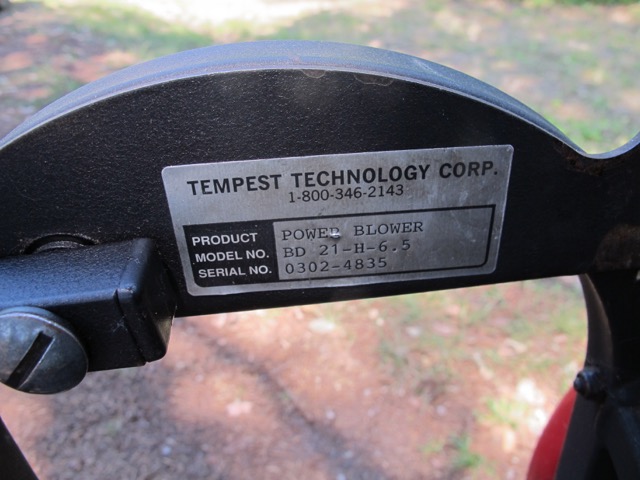 TEMPEST TECHNOLOGY CORP.
1-800-346-2143
PRODUCT POWER BLOWER
MODEL NO. BD 21-H-6.5
SERIAL NO. 0302-4835